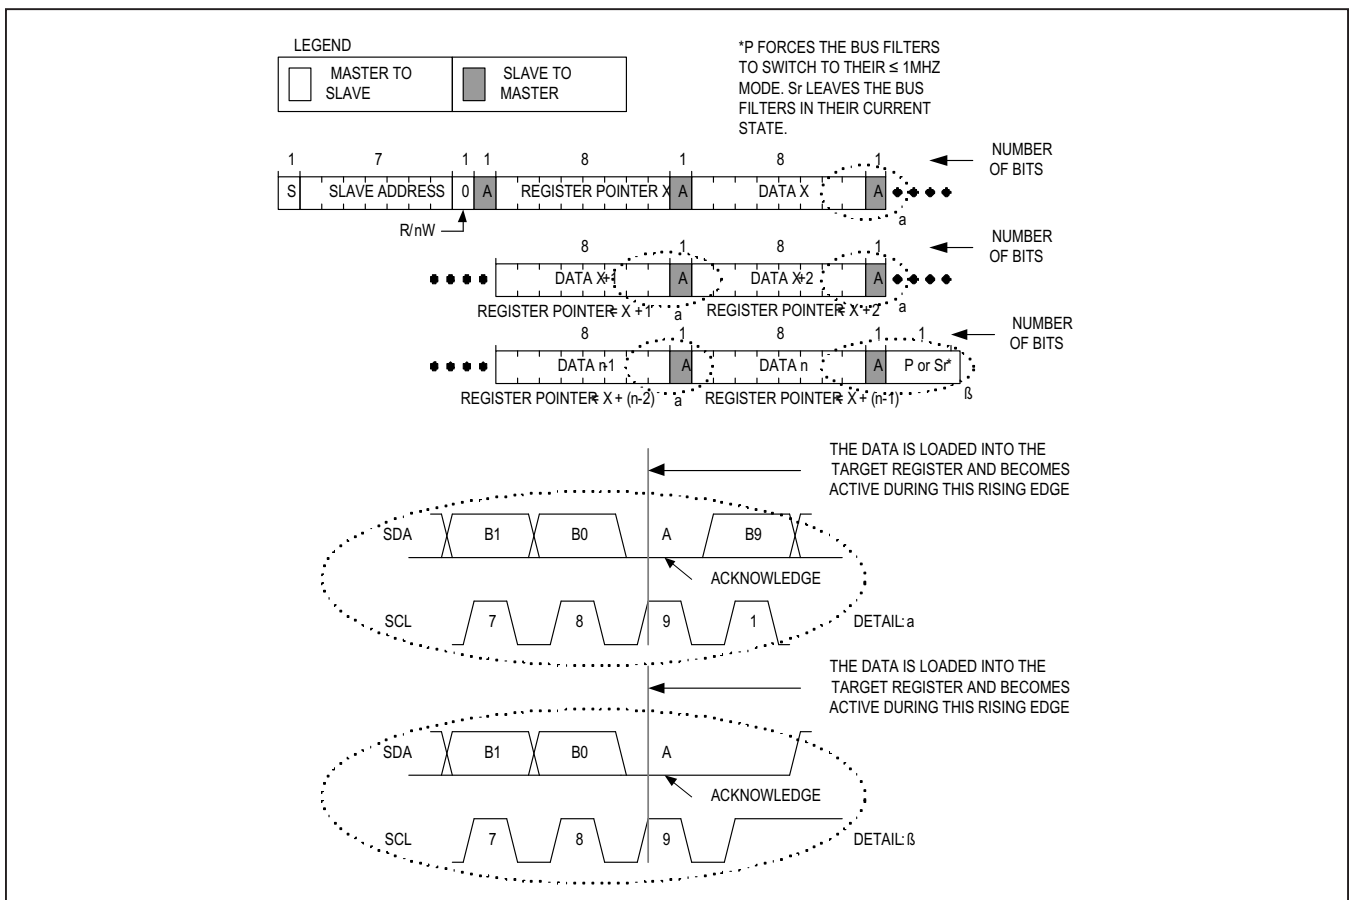 LEGEND
MASTER TO
SLAVE
SLAVE TO
MASTER
*P FORCES THE BUS FILTERS
TO SWITCH TO THEIR ≤ 1MHZ
MODE. Sr LEAVES THE BUS
FILTERS IN THEIR CURRENT
STATE.
1 7 1 1 8 1 8 1
NUMBER
OF BITS
S SLAVE ADDRESS 0 A REGISTER POINTER X A DATA X A
a
R/nW
8 1 8 1
NUMBER
OF BITS
DATA X+1 A DATA X+2 A
REGISTER POINTER = X + 1 a REGISTER POINTER = X + 2 a
8 1 8 1 1
NUMBER
OF BITS
DATA n-1 A DATA n A P or Sr*
REGISTER POINTER = X + (n-2) a REGISTER POINTER = X + (n-1) ß
THE DATA IS LOADED INTO THE
TARGET REGISTER AND BECOMES
ACTIVE DURING THIS RISING EDGE
SDA B1 B0 A B9
ACKNOWLEDGE
SCL 7 8 9 1 DETAIL: a
THE DATA IS LOADED INTO THE
TARGET REGISTER AND BECOMES
ACTIVE DURING THIS RISING EDGE
SDA B1 B0 A
ACKNOWLEDGE
SCL 7 8 9 DETAIL: ß